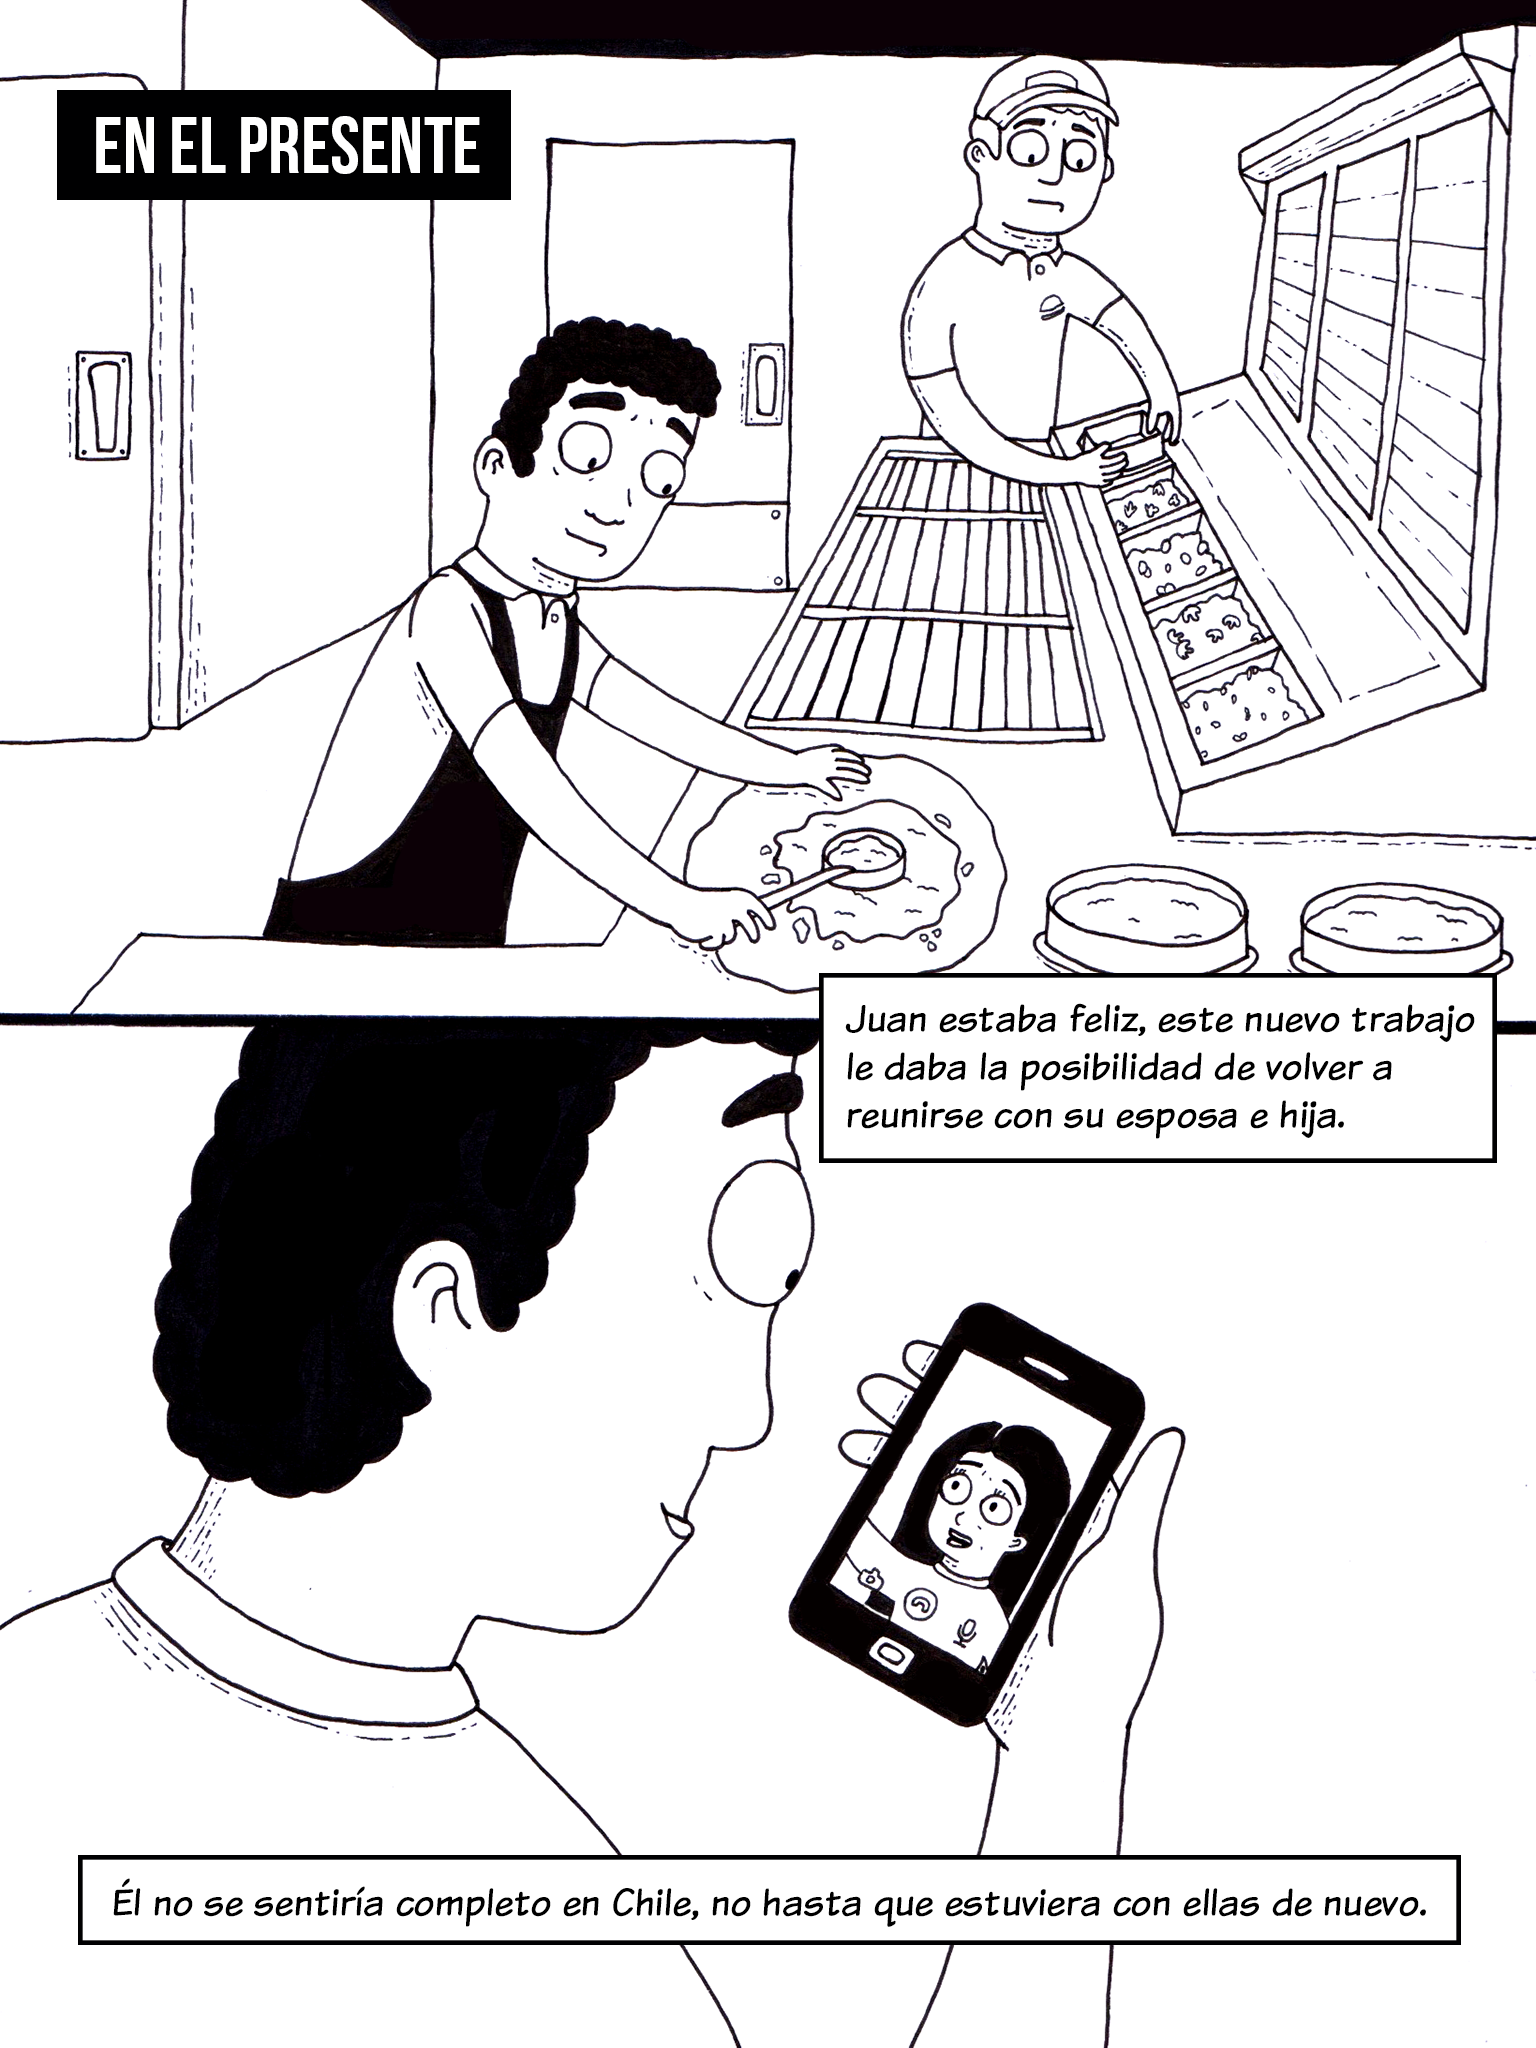 EN EL PRESENTE
Juan estaba feliz, este nuevo trabajo
le daba la posibilidad de volver a
reunirse con su esposa e hija.
Él no se sentiría completo en Chile, no hasta que estuviera con ellas de nuevo.